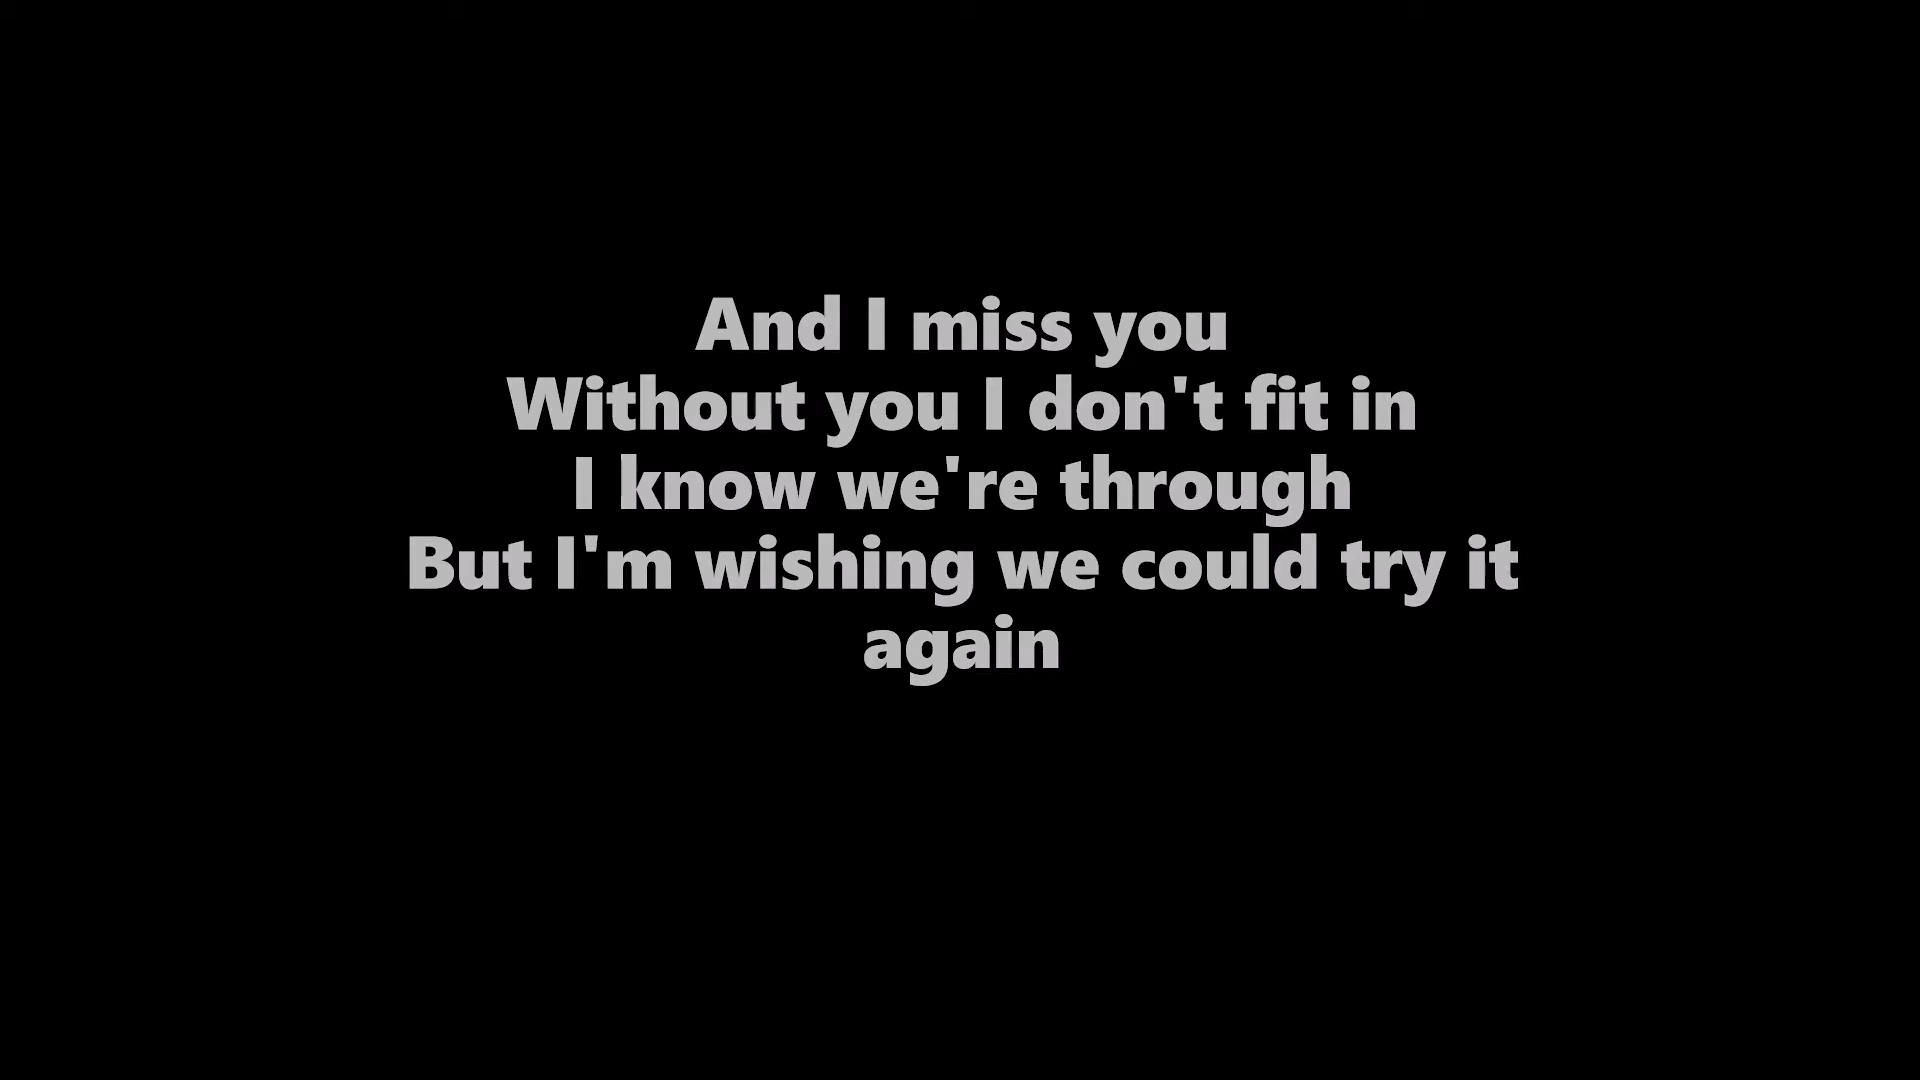 And I miss you
Without you I don't fit in
I know we're through
But I'm wishing we could try it
again